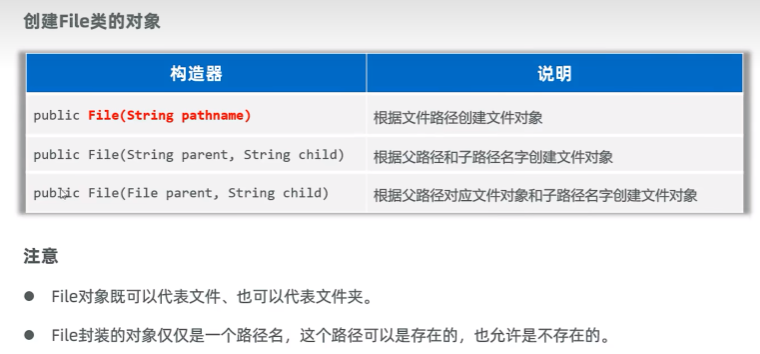 创建File类的对象
构造器 说明
public File(String pathname) 根据文件路径创建文件对象
public File(String parent, String child) 根据父路径和子路径名字创建文件对象
public File(File parent, String child) 根据父路径对应文件对象和子路径名字创建文件对象
注意
● File对象既可以代表文件、也可以代表文件夹。
● File封装的对象仅仅是一个路径名，这个路径可以是存在的，也允许是不存在的。